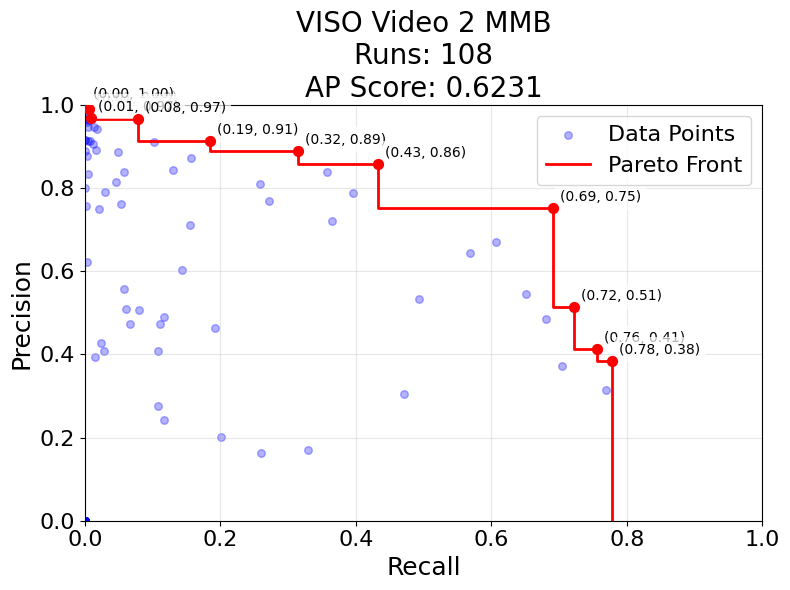 VISO Video 2 MMB
Runs: 108
AP Score: 0.6231
(0.00, 1.00)
(0.01,
(0.08, 0.97)
(0.19, 0.91)
(0.32, 0.89)
(0.43, 0.86)
(0.69, 0.75)
(0.72, 0.51)
(0.76, 0.41)
(0.78, 0.38)
Data Points
Pareto Front
1.0
0.8
0.6
0.4
0.2
0.0
Precision
0.0 0.2 0.4 0.6 0.8 1.0
Recall